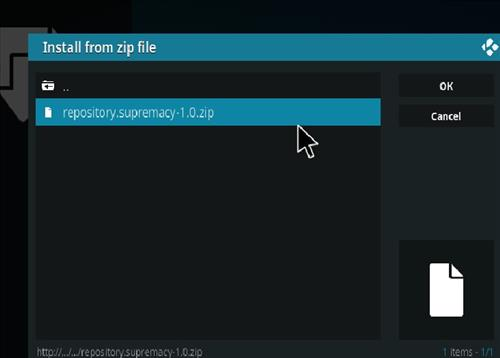 Install from zip file
..
repository.supremacy-1.0.zip
OK
Cancel
http://../../repository.supremacy-1.0.zip
1 items - 1/1